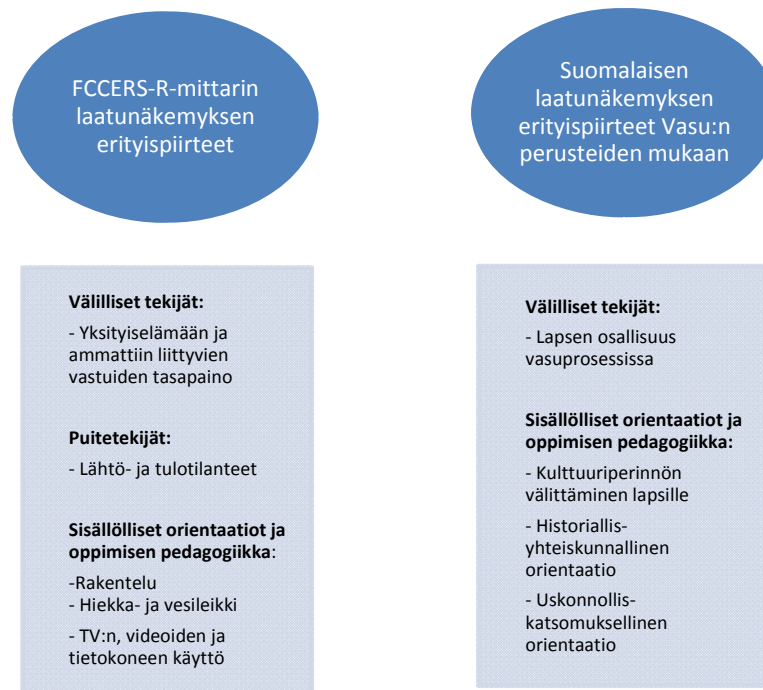 FCCERS-R-mittarin
laatunäkemyksen
erityispiirteet
Suomalaisen
laatunäkemyksen
erityispiirteet Vasu:n
perusteiden mukaan
Välilliset tekijät:
- Yksityiselämään ja
ammattiin liittyvien
vastuiden tasapaino
Puitetekijät:
- Lähtö- ja tulotilanteet
Sisällölliset orientaatiot ja
oppimisen pedagogiikka:
-Rakentelu
- Hiekka- ja vesileikki
- TV:n, videoiden ja
tietokoneen käyttö
Välilliset tekijät:
- Lapsen osallisuus
vasuprosessissa
Sisällölliset orientaatiot ja
oppimisen pedagogiikka:
- Kulttuuriperinnön
välittäminen lapsille
- Historiallis-
yhteiskunnallinen
orientaatio
- Uskonnollis-
katsomuksellinen
orientaatio